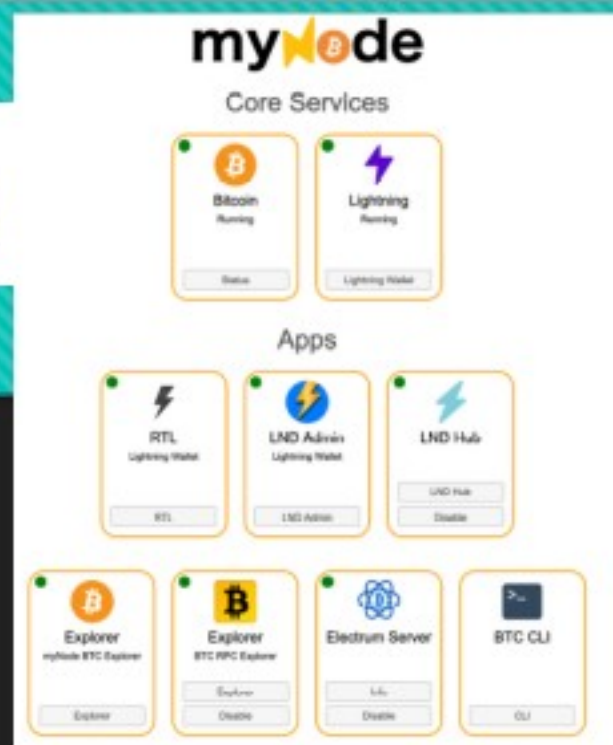 myNode
Core Services
Bitcoin
Running
Status
Lightning
Running
Lightning Wallet
Apps
RTL
Lightning Wallet
RTL
LND Admin
Lightning Wallet
LND Admin
LND Hub
LND Hub
Disable
Explorer
myNode BTC Explorer
Explorer
Explorer
BTC RPC Explorer
Explorer
Disable
Electrum Server
Info
Disable
BTC CLI
CLI